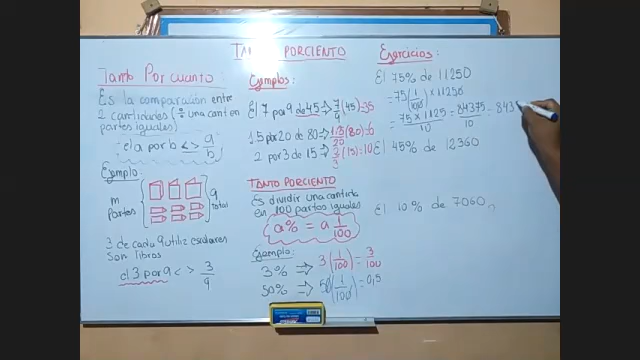 TANTO PORCIENTO
Tanto Por cuanto
Es la comparación entre
2 cantidades (÷ una cant en
partes iguales)
el a por b <=> a/b
Ejemplo:
m
Partes
9
total
3 de cada 9 utiles escolares
son libros
el 3 por 9 < > 3/9
Ejemplos
El 7 por 9 de 45 → 7/9 (45) = 35
1.5 por 20 de 80 → 1.5/20 (80) = 6
2 por 3 de 15 → 2/3 (15) = 10
TANTO PORCIENTO
Es dividir una cantida
en 100 partes iguales
a% = a 1/100
Ejemplo:
3% ⇒ 3 (1/100) = 3/100
50% ⇒ 50 (1/100) = 0,5
Ejercicios:
El 75% de 11250
= 75 (1/100) × 11250
= 75 × 1125/10 = 84375/10 = 843
El 45% de 12360
El 10% de 7060